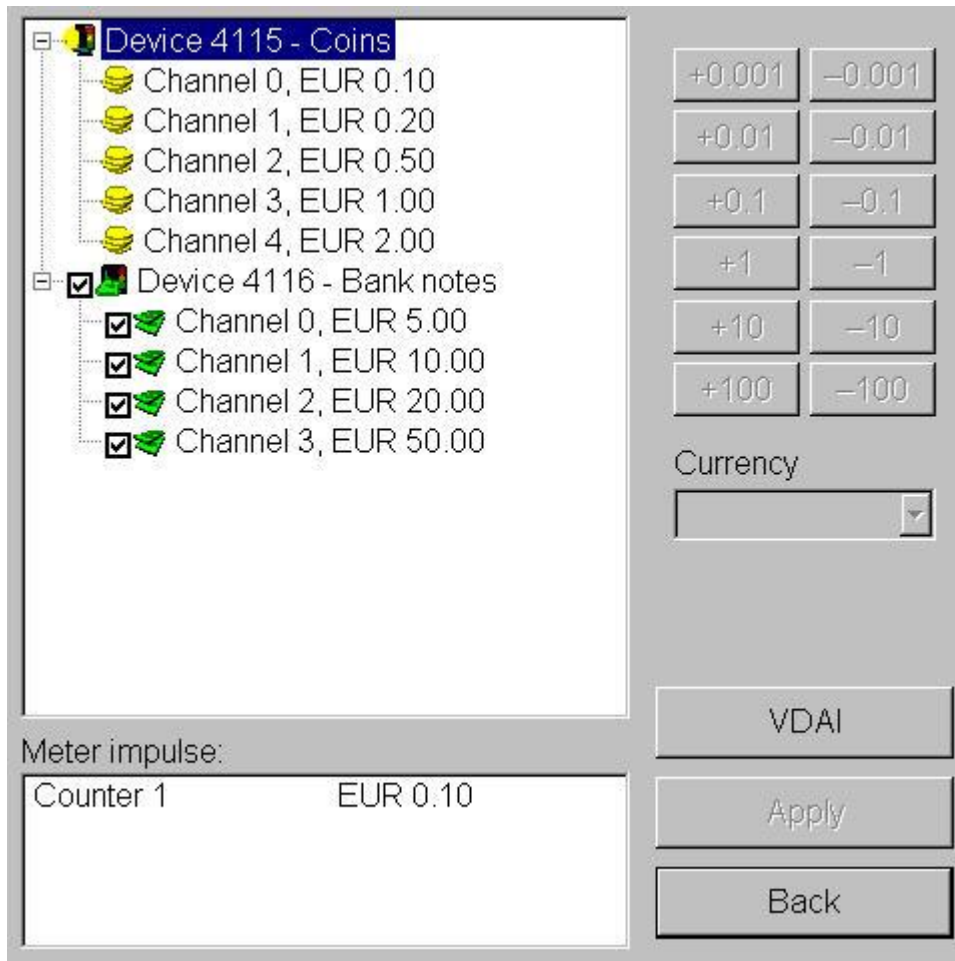 Device 4115 - Coins
Channel 0, EUR 0.10
Channel 1, EUR 0.20
Channel 2, EUR 0.50
Channel 3, EUR 1.00
Channel 4, EUR 2.00
Device 4116 - Bank notes
Channel 0, EUR 5.00
Channel 1, EUR 10.00
Channel 2, EUR 20.00
Channel 3, EUR 50.00
+0.001 –0.001
+0.01 –0.01
+0.1 –0.1
+1 –1
+10 –10
+100 –100
Currency
Meter impulse:
Counter 1 EUR 0.10
VDAI
Apply
Back